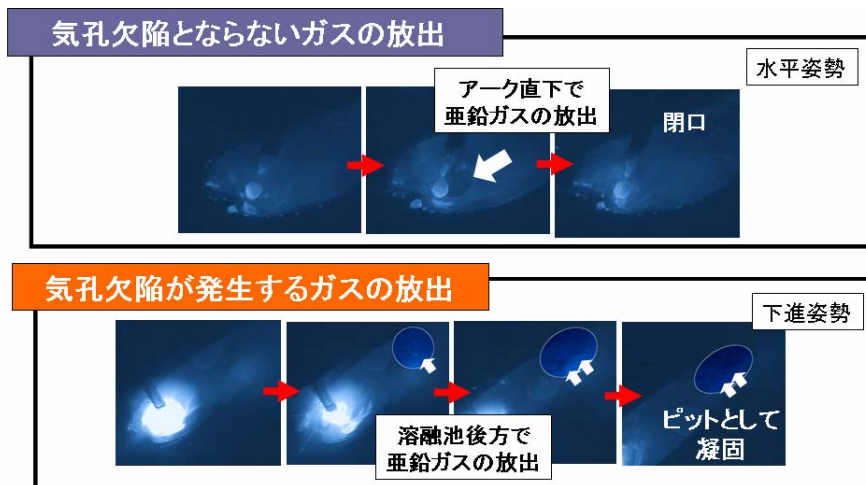 気孔欠陥とならないガスの放出
水平姿勢
アーク直下で
亜鉛ガスの放出
閉口
気孔欠陥が発生するガスの放出
下進姿勢
溶融池後方で
亜鉛ガスの放出
ピットとして
凝固